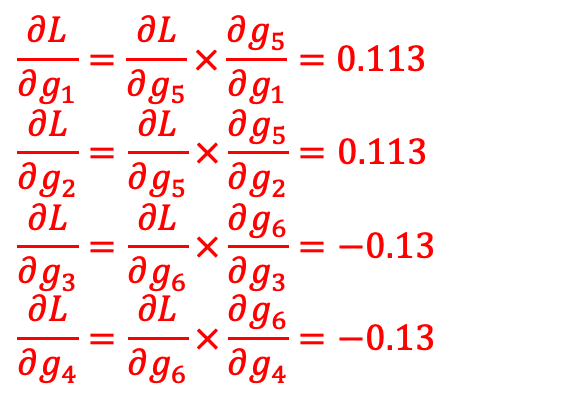 ∂L/∂g₁ = ∂L/∂g₅ × ∂g₅/∂g₁ = 0.113
∂L/∂g₂ = ∂L/∂g₅ × ∂g₅/∂g₂ = 0.113
∂L/∂g₃ = ∂L/∂g₆ × ∂g₆/∂g₃ = −0.13
∂L/∂g₄ = ∂L/∂g₆ × ∂g₆/∂g₄ = −0.13